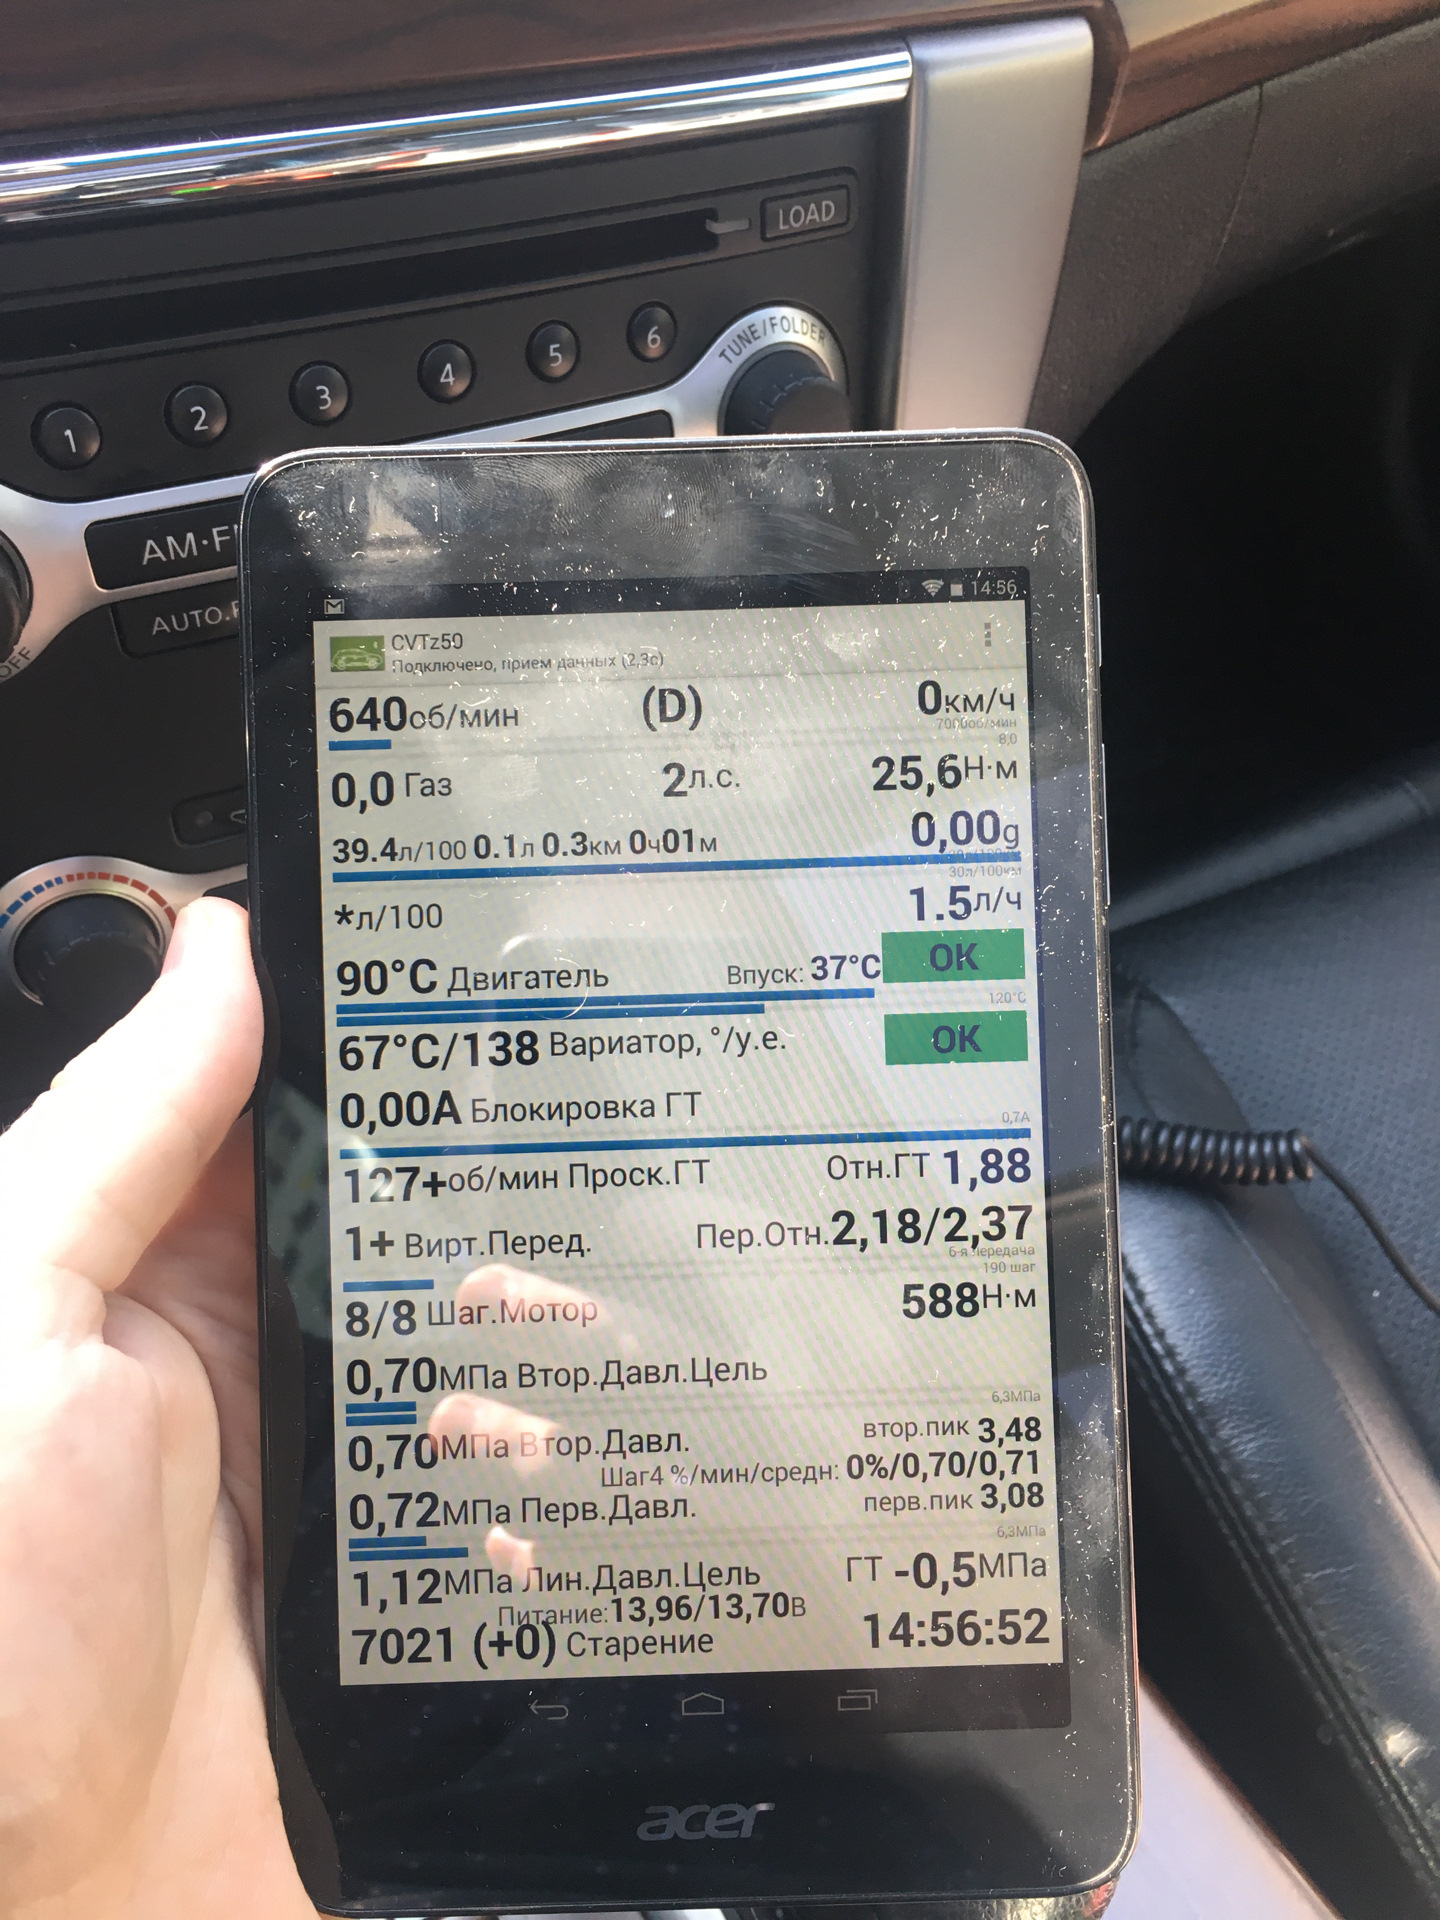 LOAD
TUNE/FOLDER
1 2 3 4 5 6
AM·F
AUTO.
OFF
14:56
CVTz50
Подключено, прием данных (2,3с)
640об/мин (D) 0км/ч
7000об/мин
8,0
0,0 Газ 2л.с. 25,6Н·м
39.4л/100 0.1л 0.3км 0ч01м 0,00g
30л/100км
*л/100 1.5л/ч
90°C Двигатель Впуск: 37°C OK
120°C
67°C/138 Вариатор, °/у.е. OK
0,00А Блокировка ГТ
0,7А
127+об/мин Проск.ГТ Отн.ГТ 1,88
1+ Вирт.Перед. Пер.Отн.2,18/2,37
6-я передача
190 шаг
8/8 Шаг.Мотор 588Н·м
0,70МПа Втор.Давл.Цель
6,3МПа
0,70МПа Втор.Давл. втор.пик 3,48
Шаг4 %/мин/средн: 0%/0,70/0,71
0,72МПа Перв.Давл. перв.пик 3,08
6,3МПа
1,12МПа Лин.Давл.Цель ГТ -0,5МПа
Питание:13,96/13,70В
7021 (+0) Старение 14:56:52
acer